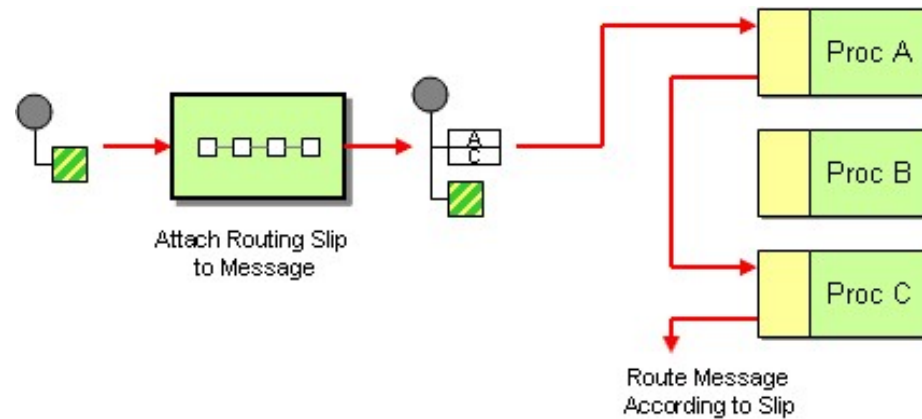 Proc A
A
C
Proc B
Attach Routing Slip
to Message
Proc C
Route Message
According to Slip